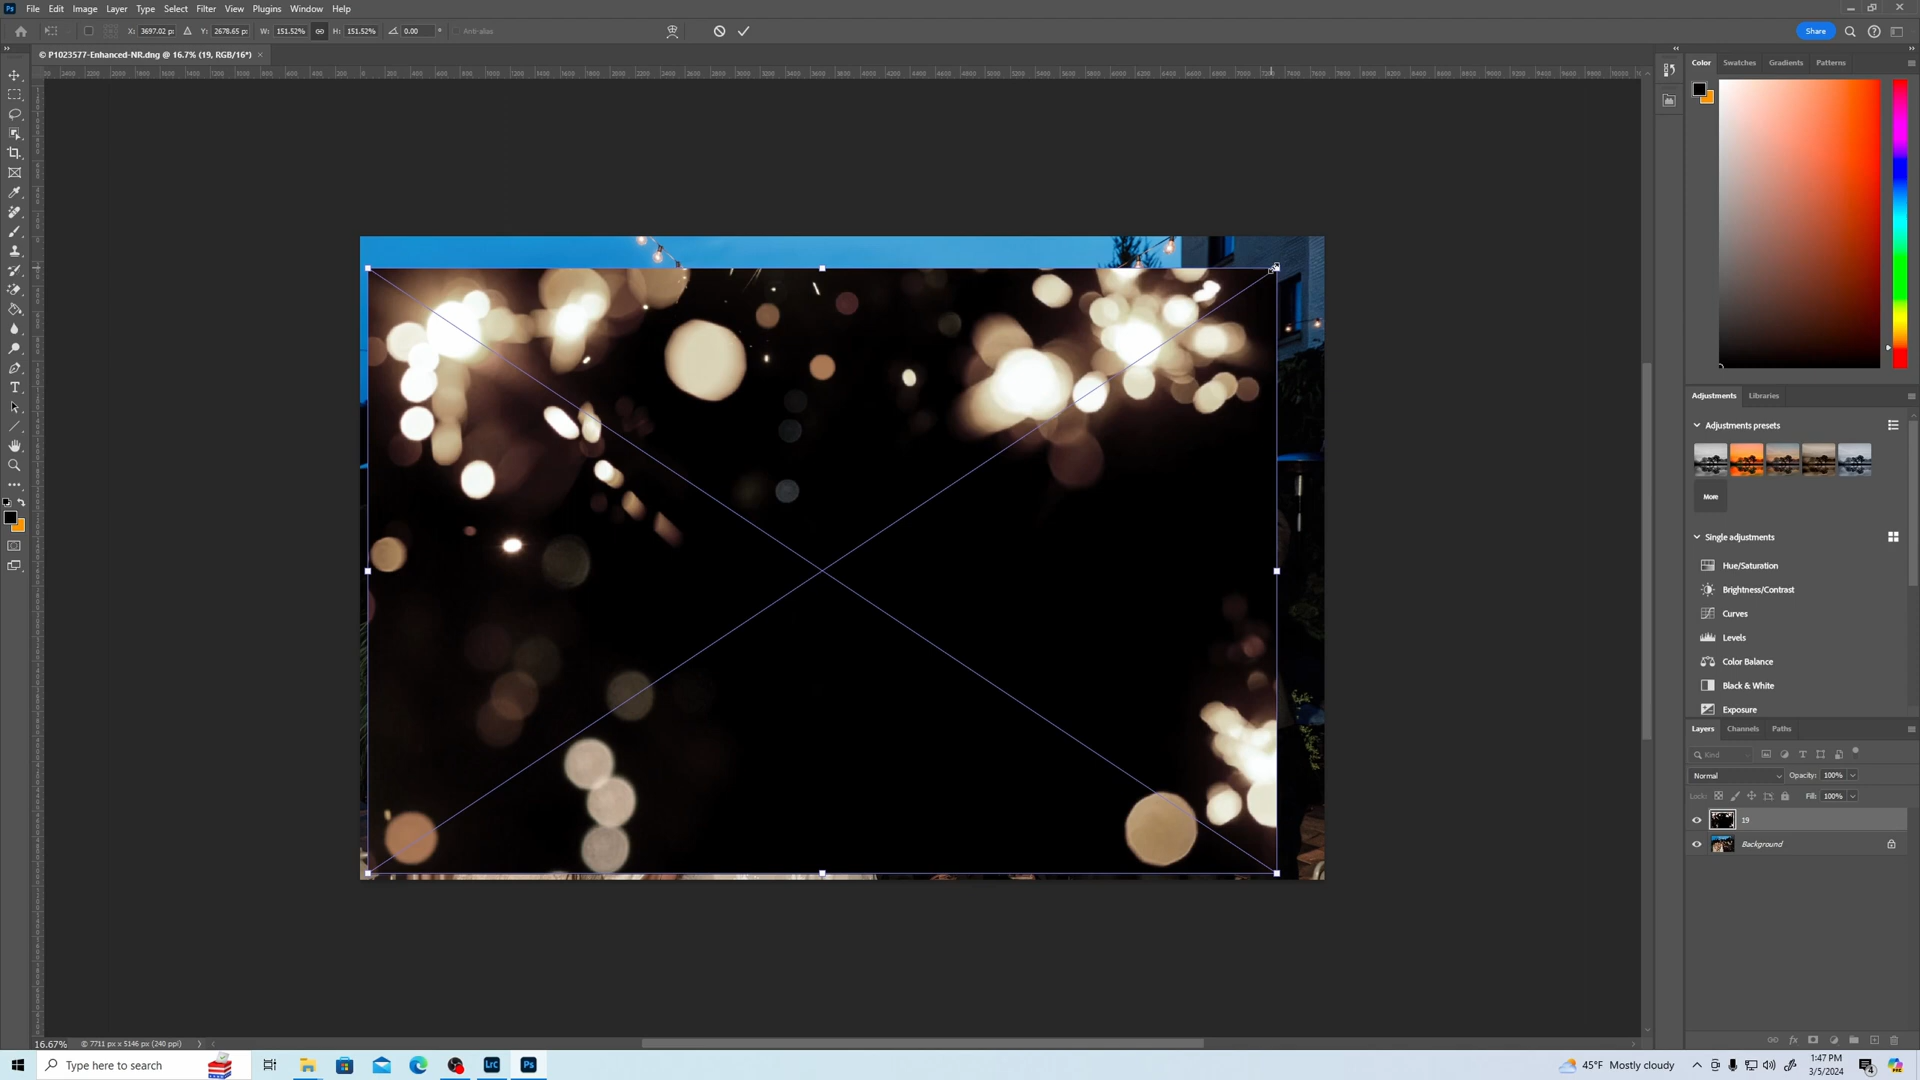 File Edit Image Layer Type Select Filter View Plugins Window Help
X: 3697.02 px Y: 2678.65 px W: 151.52% H: 151.52% 0.00 ° Anti-alias Share
© P1023577-Enhanced-NR.dng @ 16.7% (19, RGB/16*) ×
Color Swatches Gradients Patterns
Adjustments Libraries
Adjustments presets
More
Single adjustments
Hue/Saturation
Brightness/Contrast
Curves
Levels
Color Balance
Black & White
Exposure
Layers Channels Paths
Kind
Normal Opacity: 100%
Lock: Fill: 100%
19
Background
16.67% © 7711 px x 5146 px (240 ppi)
Type here to search LrC Ps 45°F Mostly cloudy 1:47 PM
3/5/2024 4